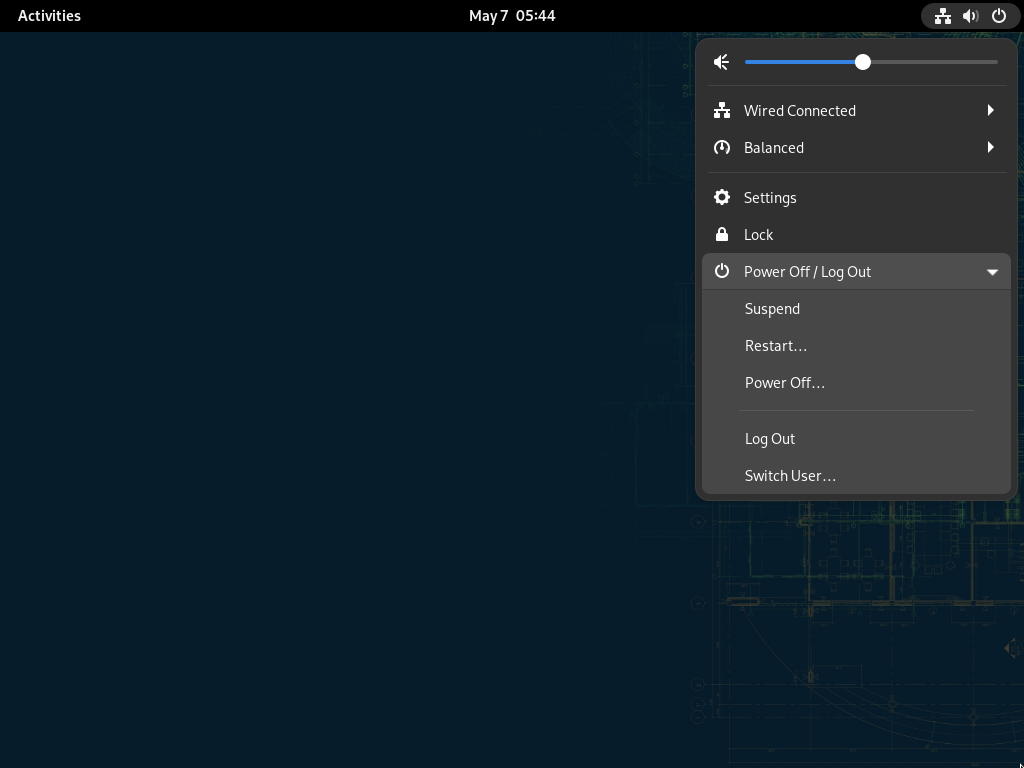 Activities
May 7 05:44
Wired Connected
Balanced
Settings
Lock
Power Off / Log Out
Suspend
Restart…
Power Off…
Log Out
Switch User…